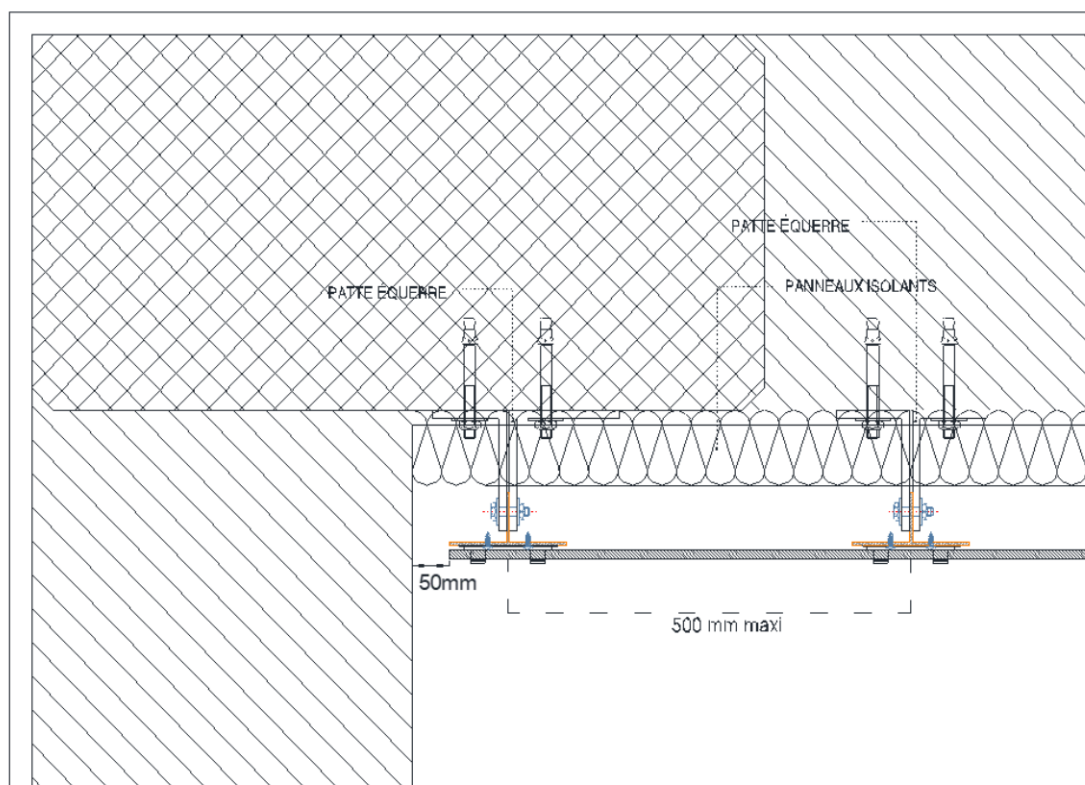 PATTE ÉQUERRE
PATTE ÉQUERRE
PANNEAUX ISOLANTS
50mm
500 mm maxi